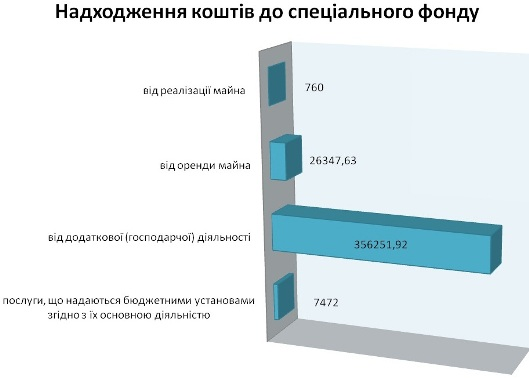 Надходження коштів до спеціального фонду
від реалізації майна
760
від оренди майна
26347,63
від додаткової (господарчої) діяльності
356251,92
послуги, що надаються бюджетними установами
згідно з їх основною діяльністю
7472